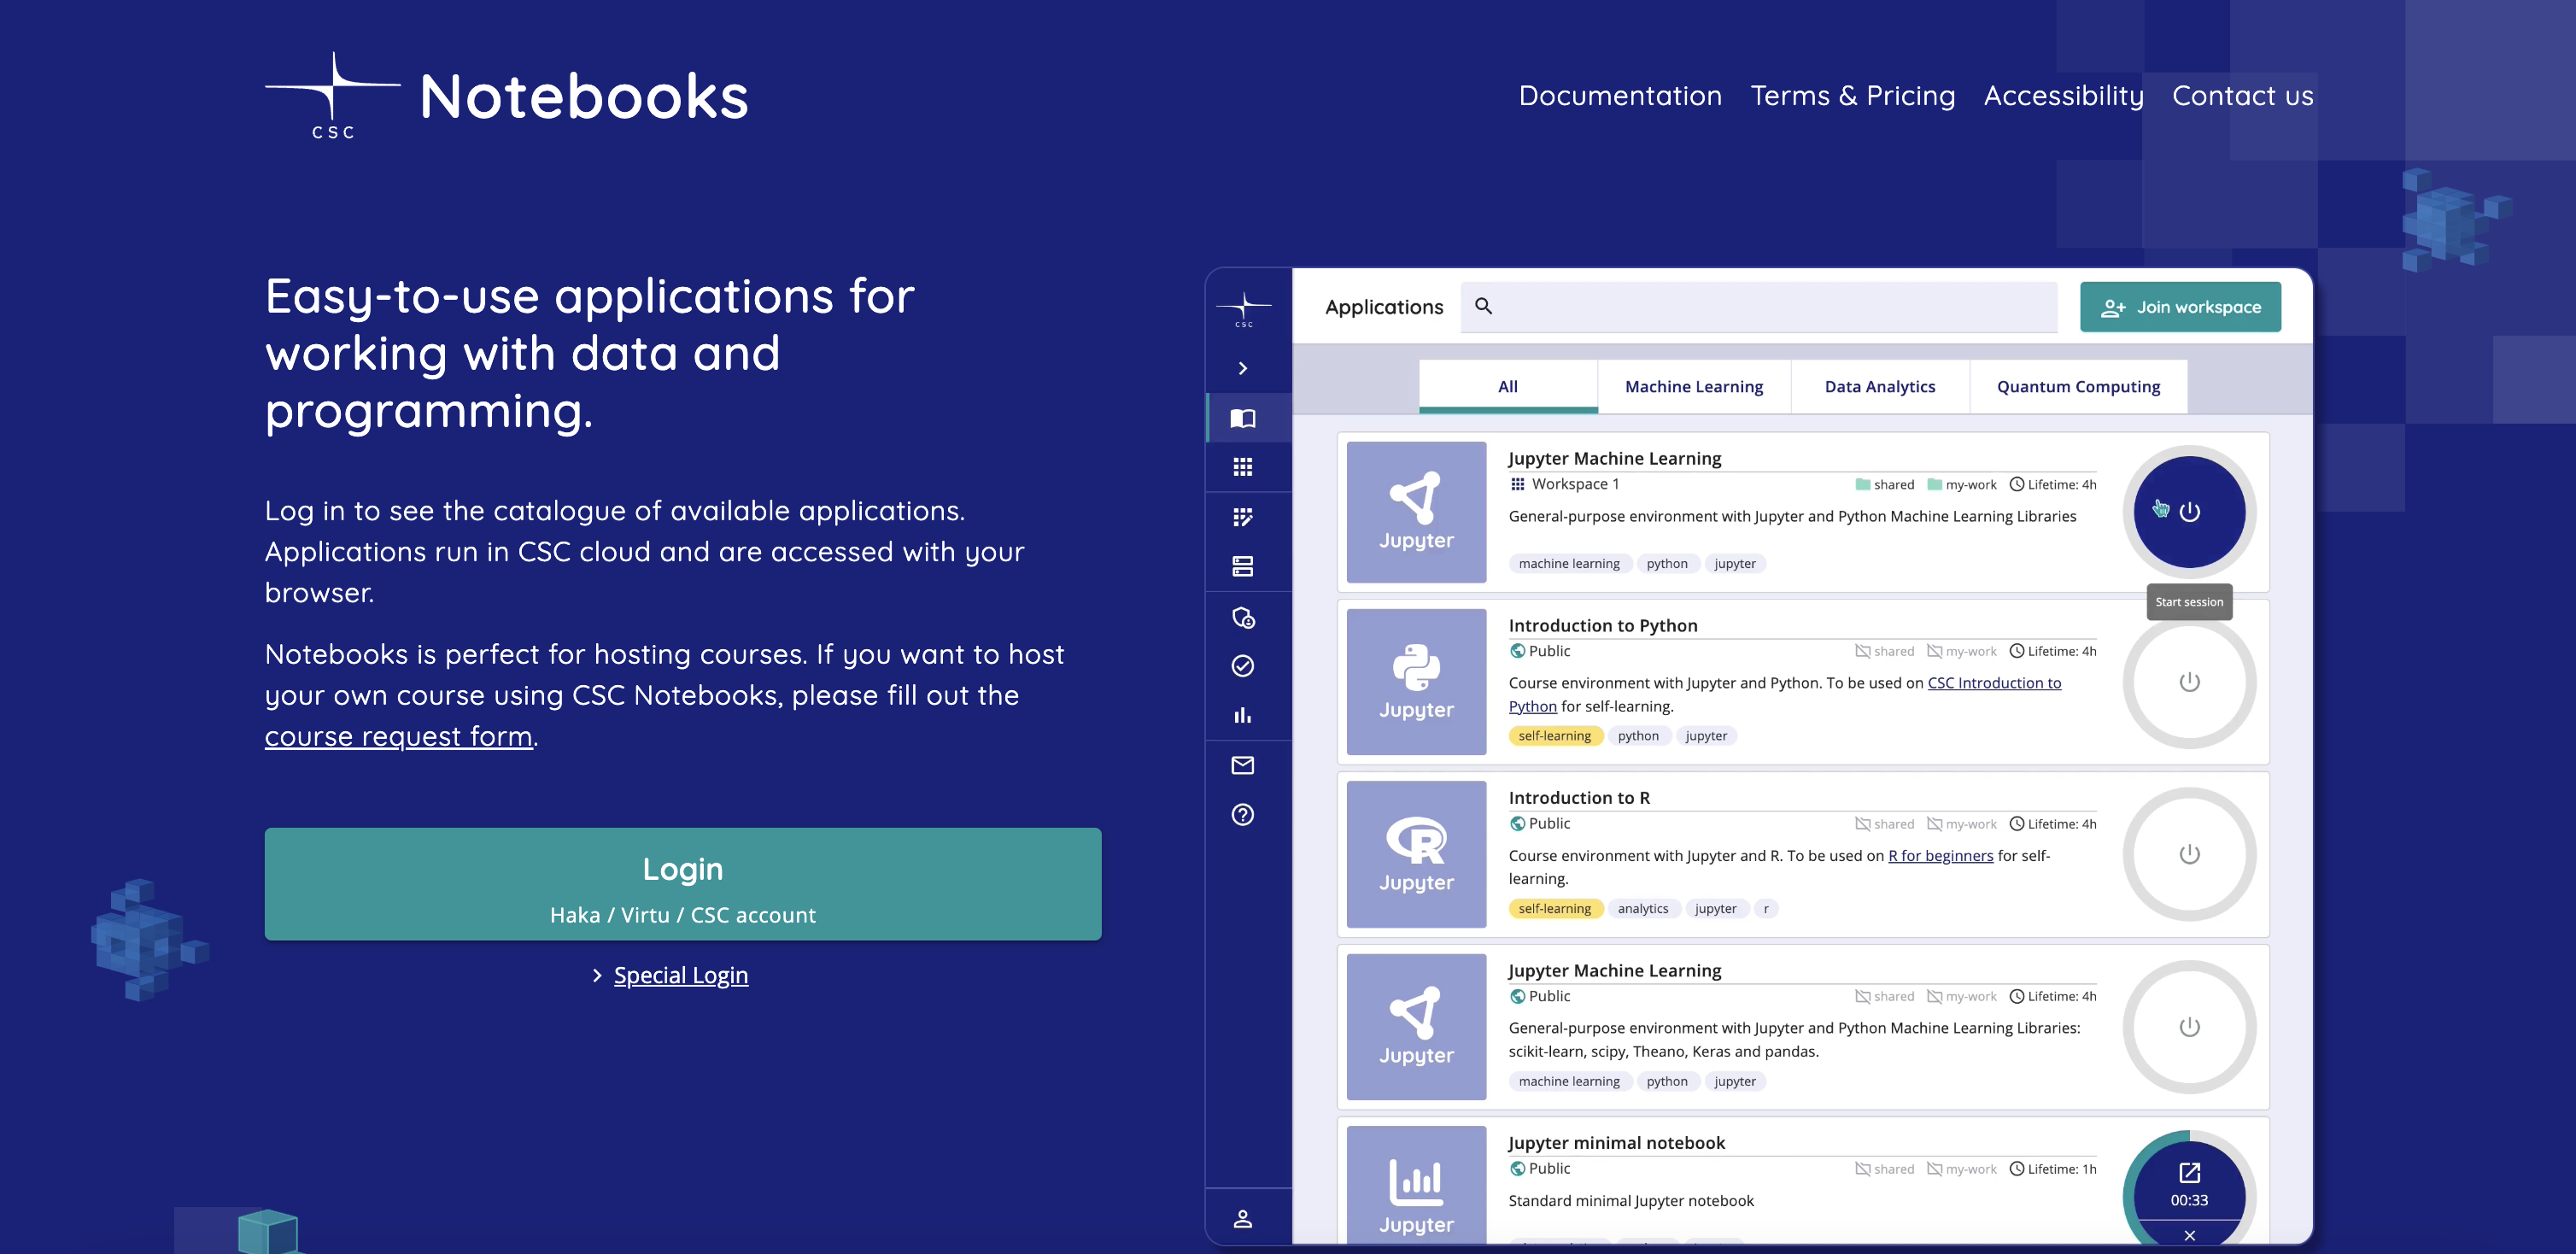 CSC
Notebooks
Documentation Terms & Pricing Accessibility Contact us
Easy-to-use applications for
working with data and
programming.
Log in to see the catalogue of available applications.
Applications run in CSC cloud and are accessed with your
browser.
Notebooks is perfect for hosting courses. If you want to host
your own course using CSC Notebooks, please fill out the
course request form.
Login
Haka / Virtu / CSC account
Special Login
CSC
Applications
Join workspace
All Machine Learning Data Analytics Quantum Computing
Jupyter
Jupyter Machine Learning
Workspace 1 shared my-work Lifetime: 4h
General-purpose environment with Jupyter and Python Machine Learning Libraries
machine learning python jupyter
Start session
Jupyter
Introduction to Python
Public shared my-work Lifetime: 4h
Course environment with Jupyter and Python. To be used on CSC Introduction to
Python for self-learning.
self-learning python jupyter
R
Jupyter
Introduction to R
Public shared my-work Lifetime: 4h
Course environment with Jupyter and R. To be used on R for beginners for self-
learning.
self-learning analytics jupyter r
Jupyter
Jupyter Machine Learning
Public shared my-work Lifetime: 4h
General-purpose environment with Jupyter and Python Machine Learning Libraries:
scikit-learn, scipy, Theano, Keras and pandas.
machine learning python jupyter
Jupyter
Jupyter minimal notebook
Public shared my-work Lifetime: 1h
Standard minimal Jupyter notebook
00:33